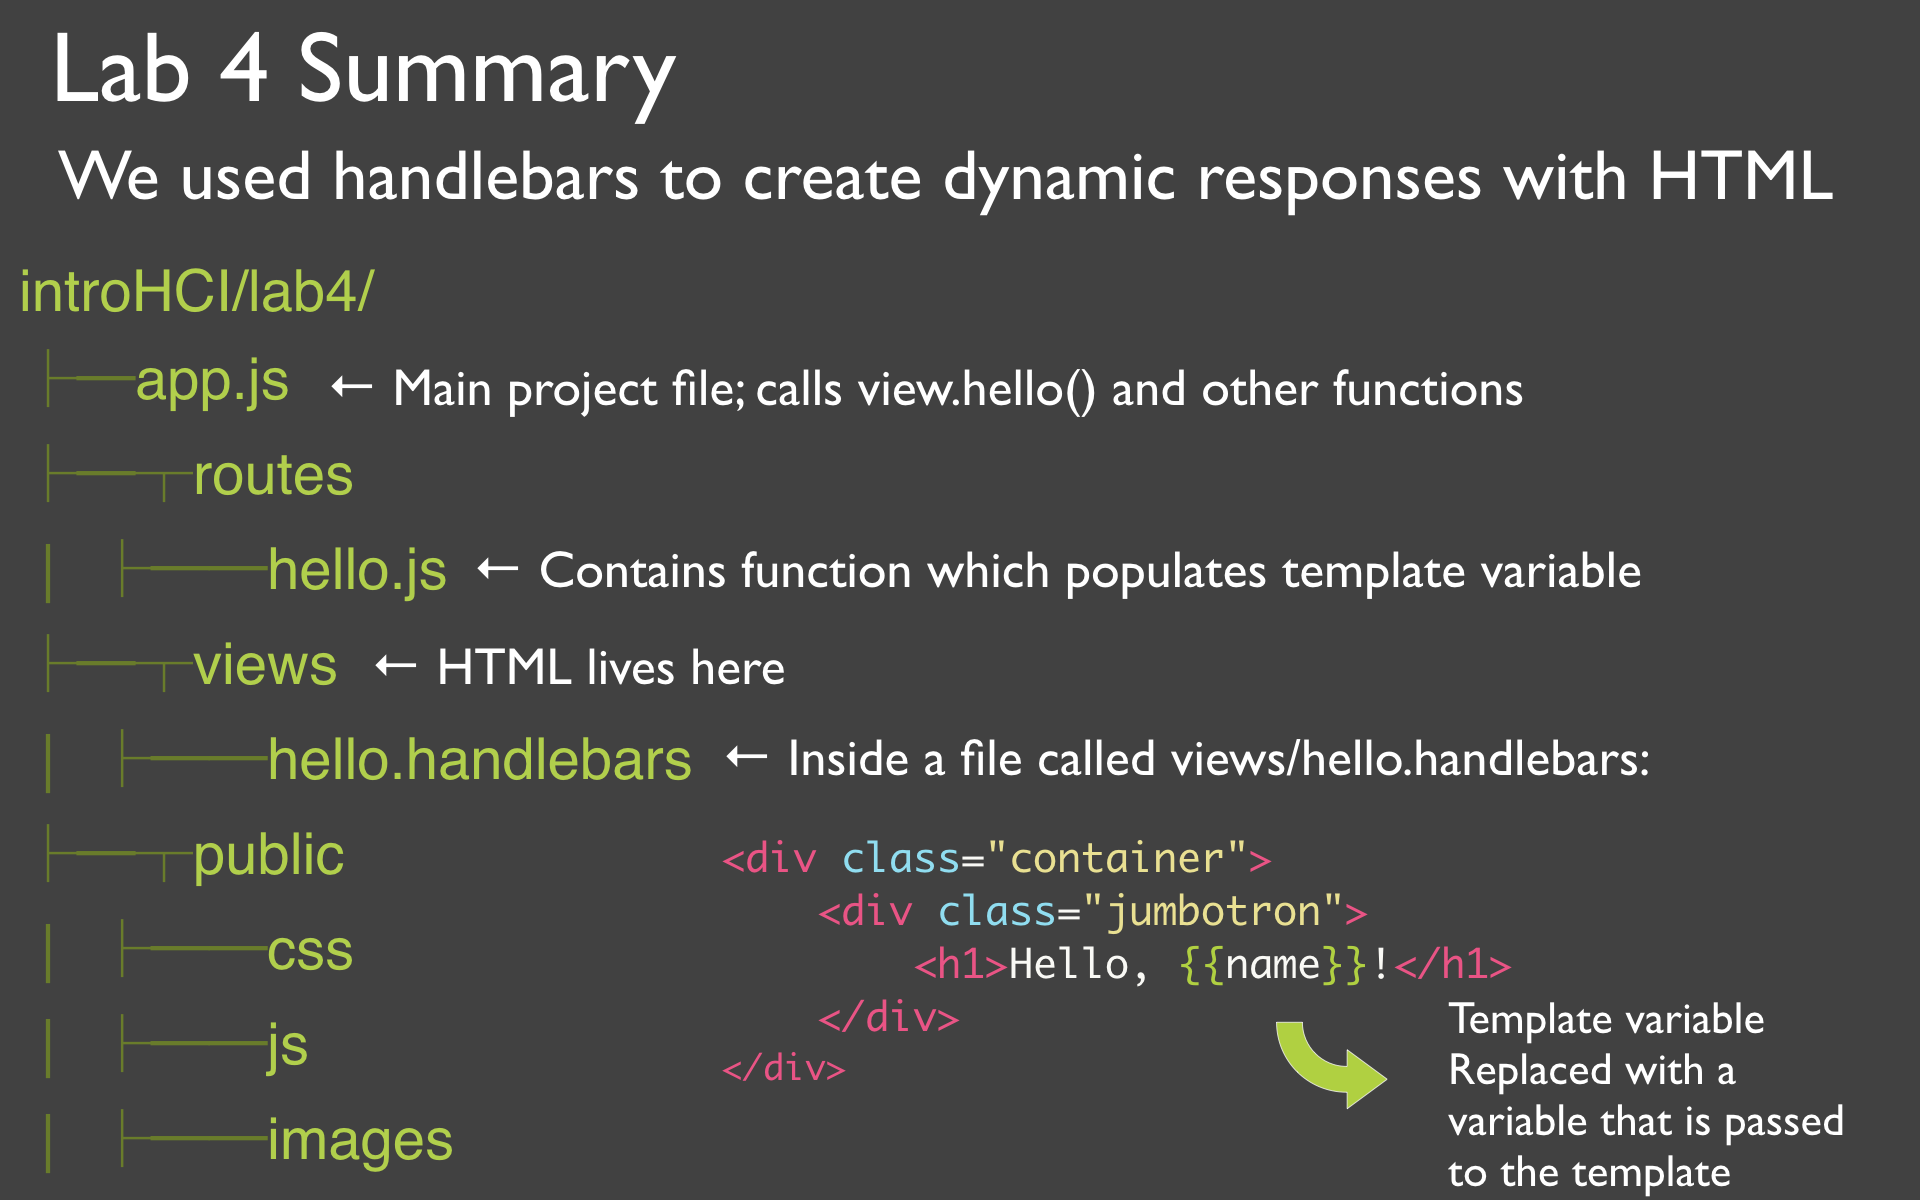 Lab 4 Summary
We used handlebars to create dynamic responses with HTML
introHCI/lab4/
├──app.js ← Main project file; calls view.hello() and other functions
├──┬routes
│ ├────hello.js ← Contains function which populates template variable
├──┬views ← HTML lives here
│ ├────hello.handlebars ← Inside a file called views/hello.handlebars:
├──┬public
│ ├────css
│ ├────js
│ ├────images
<div class="container">
<div class="jumbotron">
<h1>Hello, {{name}}!</h1>
</div>
</div>
Template variable
Replaced with a
variable that is passed
to the template